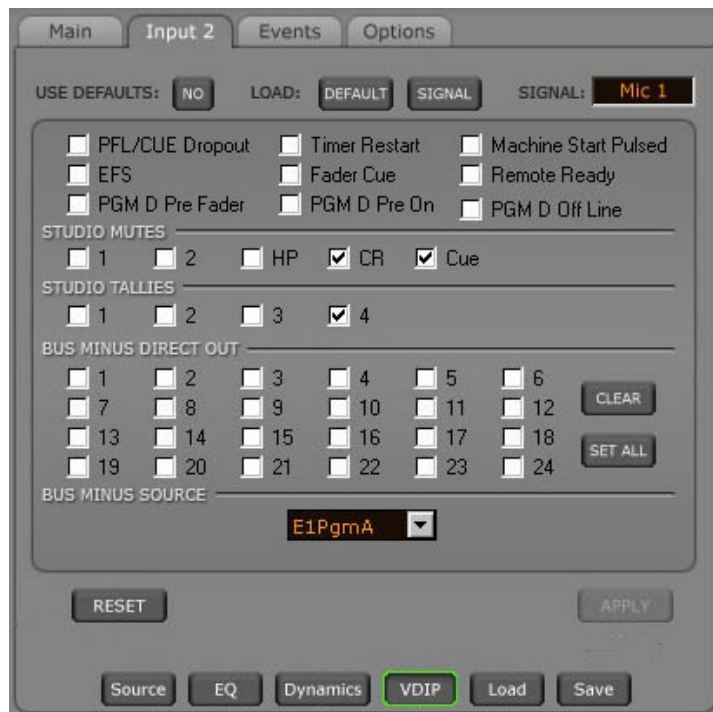 Main Input 2 Events Options
USE DEFAULTS: NO LOAD: DEFAULT SIGNAL SIGNAL: Mic 1
PFL/CUE Dropout Timer Restart Machine Start Pulsed
EFS Fader Cue Remote Ready
PGM D Pre Fader PGM D Pre On PGM D Off Line
STUDIO MUTES
1 2 HP CR Cue
STUDIO TALLIES
1 2 3 4
BUS MINUS DIRECT OUT
1 2 3 4 5 6
7 8 9 10 11 12 CLEAR
13 14 15 16 17 18
19 20 21 22 23 24 SET ALL
BUS MINUS SOURCE
E1PgmA
RESET APPLY
Source EQ Dynamics VDIP Load Save